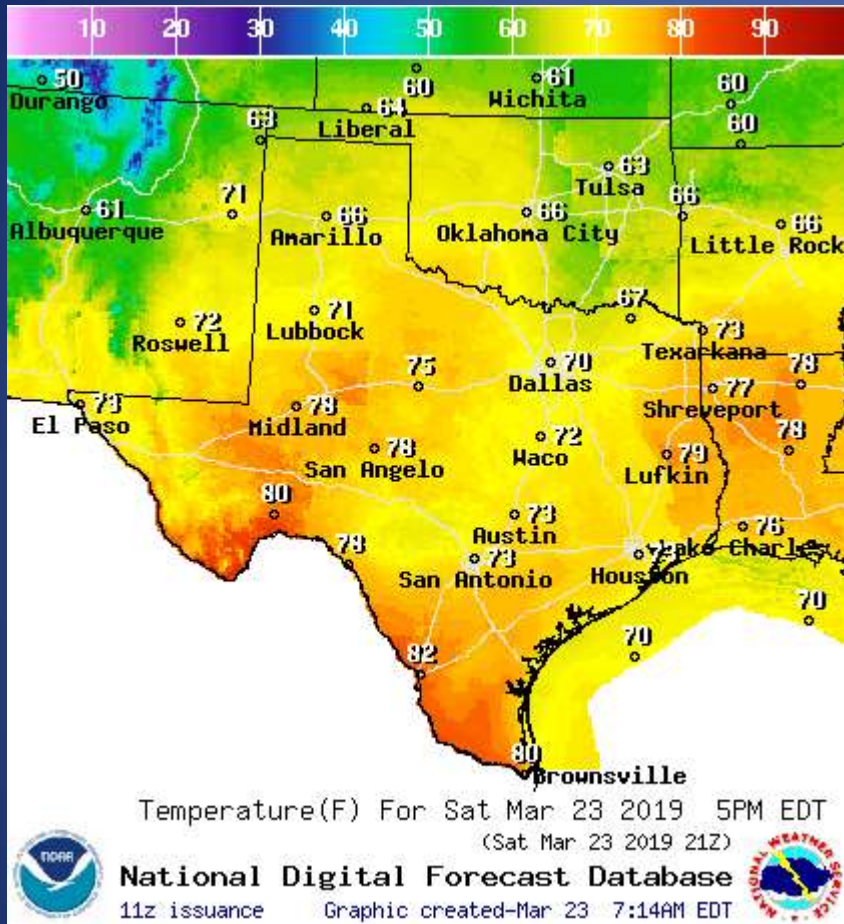 10 20 30 40 50 60 70 80 90
50 60 61 60
Durango Wichita
63 64 60
Liberal
63
Tulsa
61 71 66 66 66 66
Albuquerque Amarillo Oklahoma City Little Rock
72 71 67 73
Roswell Lubbock Texarkana
75 70 77 78
Dallas Shreveport
73 78
El Paso Midland
78 72 79 78
San Angelo Waco Lufkin
80 73 76
Austin Lake Charles
73 73
San Antonio Houston
70
70
82
80
Brownsville
Temperature(F) For Sat Mar 23 2019 5PM EDT
(Sat Mar 23 2019 21Z)
NOAA
NATIONAL WEATHER SERVICE
National Digital Forecast Database
11z issuance Graphic created-Mar 23 7:14AM EDT